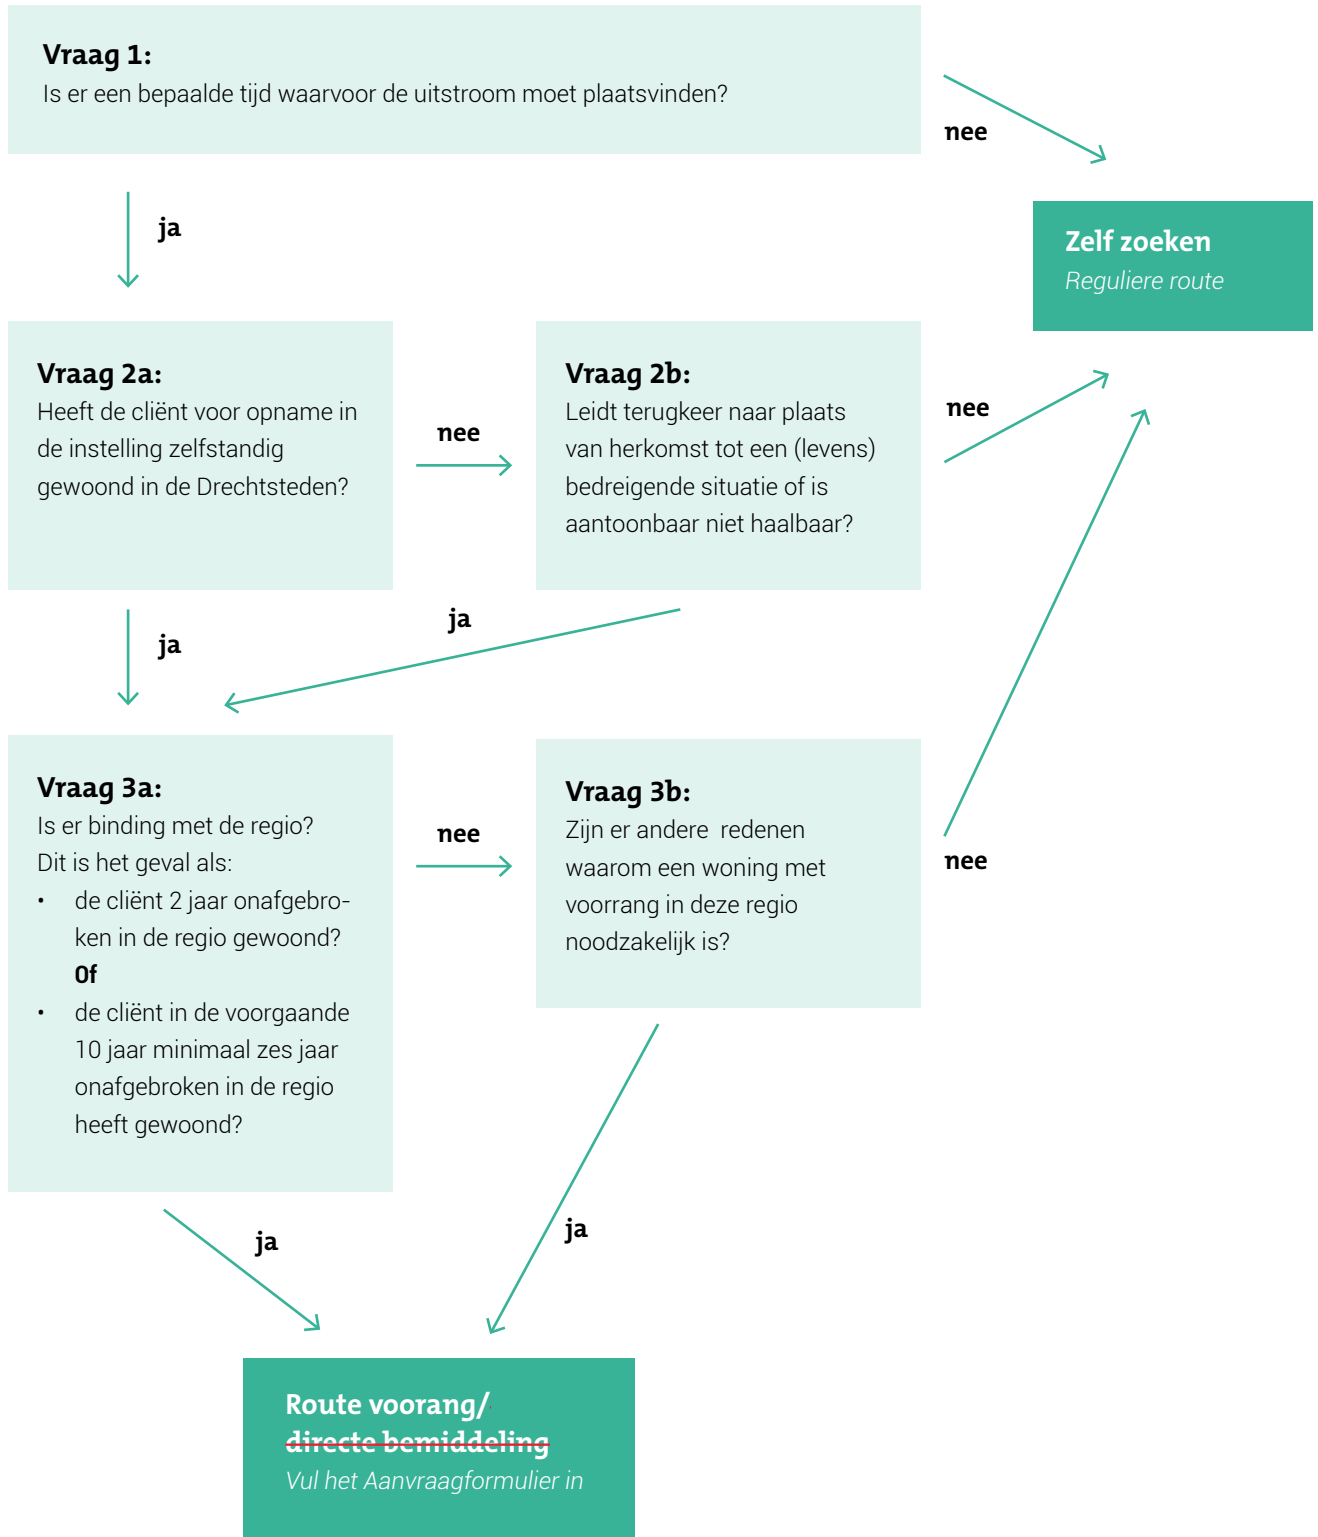 Vraag 1:
Is er een bepaalde tijd waarvoor de uitstroom moet plaatsvinden?
nee
ja
Zelf zoeken
Reguliere route
Vraag 2a:
Heeft de cliënt voor opname in
de instelling zelfstandig
gewoond in de Drechtsteden?
nee
Vraag 2b:
Leidt terugkeer naar plaats
van herkomst tot een (levens)
bedreigende situatie of is
aantoonbaar niet haalbaar?
nee
ja
ja
Vraag 3a:
Is er binding met de regio?
Dit is het geval als:
• de cliënt 2 jaar onafgebro-
ken in de regio gewoond?
Of
• de cliënt in de voorgaande
10 jaar minimaal zes jaar
onafgebroken in de regio
heeft gewoond?
nee
Vraag 3b:
Zijn er andere redenen
waarom een woning met
voorrang in deze regio
noodzakelijk is?
nee
ja
ja
Route voorang/
directe bemiddeling
Vul het Aanvraagformulier in